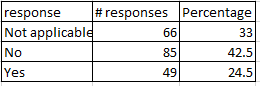 response # responses Percentage
Not applicable 66 33
No 85 42.5
Yes 49 24.5